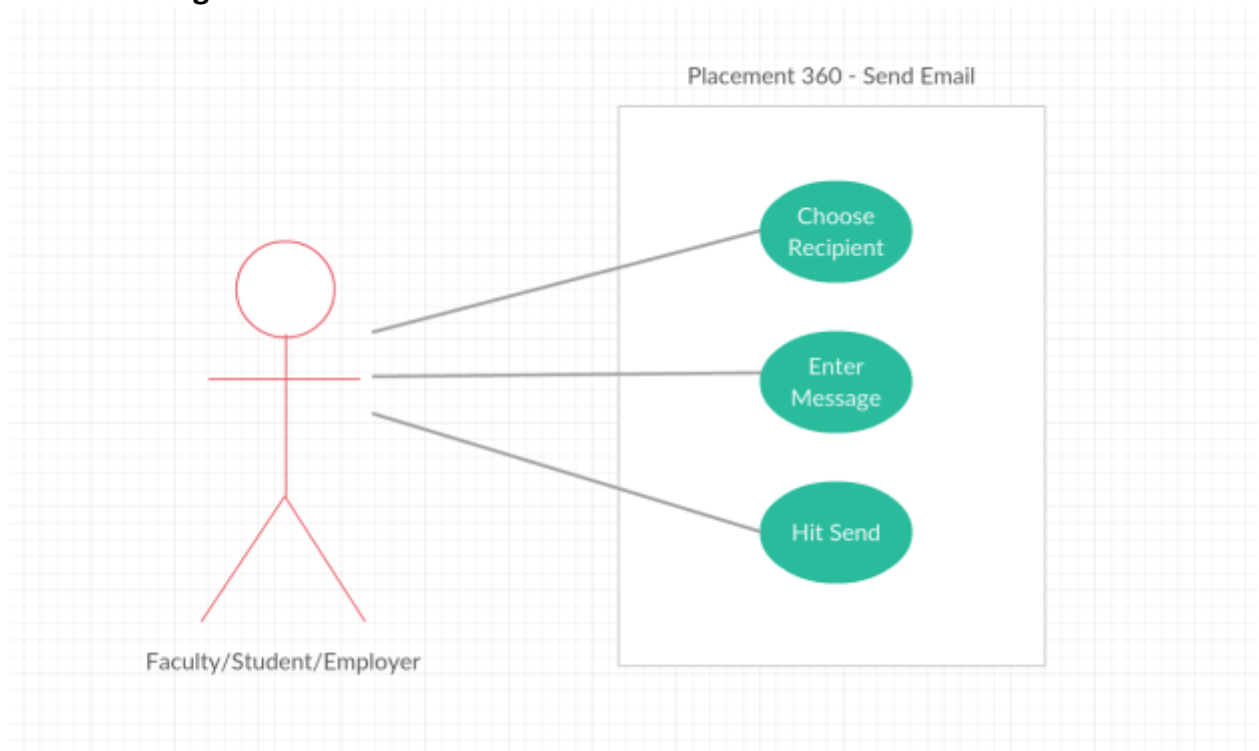 Placement 360 - Send Email
Choose
Recipient
Enter
Message
Hit Send
Faculty/Student/Employer